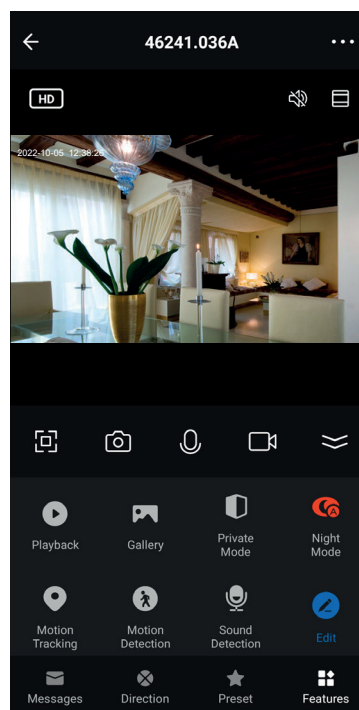 46241.036A
HD
2022-10-05 12:38:26
Playback
Gallery
Private
Mode
Night
Mode
Motion
Tracking
Motion
Detection
Sound
Detection
Edit
Messages
Direction
Preset
Features